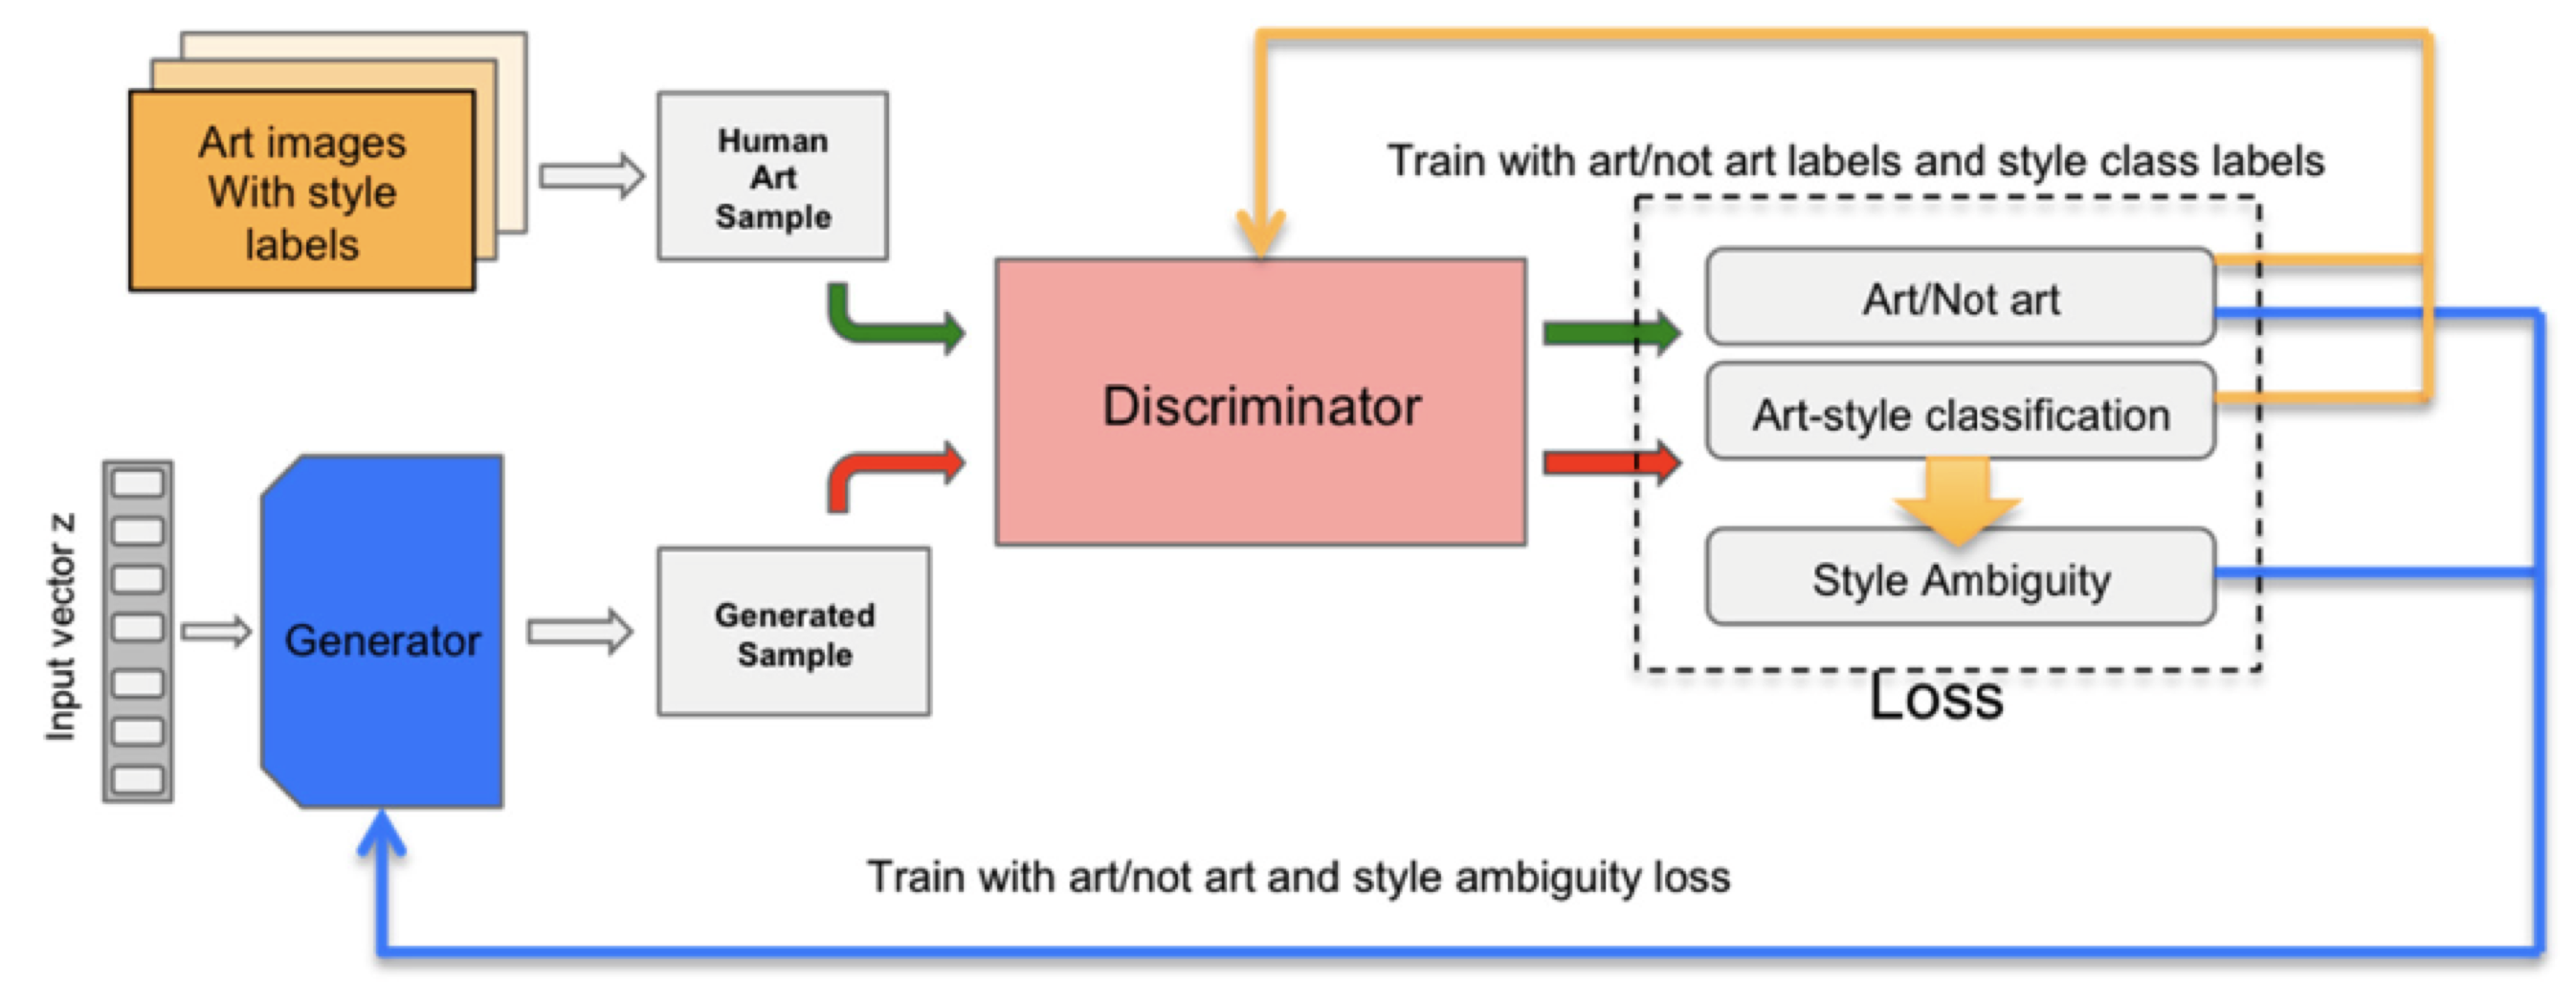 Art images
With style
labels
Human
Art
Sample
Train with art/not art labels and style class labels
Art/Not art
Discriminator
Art-style classification
Input vector z
Generator
Generated
Sample
Style Ambiguity
Loss
Train with art/not art and style ambiguity loss